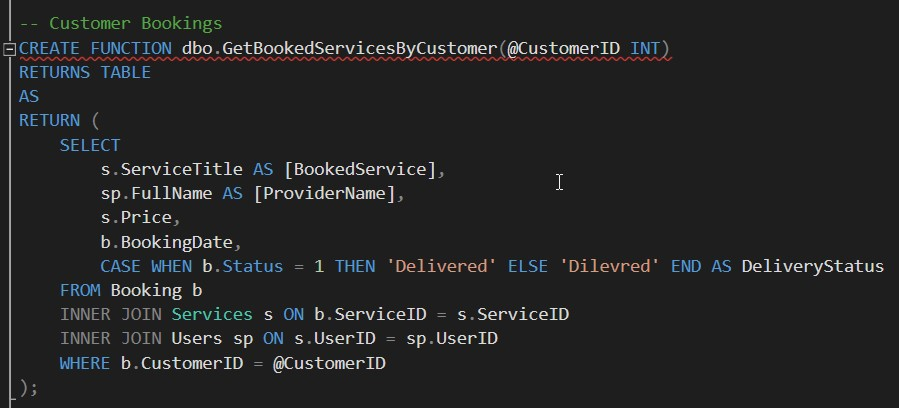 -- Customer Bookings
CREATE FUNCTION dbo.GetBookedServicesByCustomer(@CustomerID INT)
RETURNS TABLE
AS
RETURN (
SELECT
s.ServiceTitle AS [BookedService],
sp.FullName AS [ProviderName],
s.Price,
b.BookingDate,
CASE WHEN b.Status = 1 THEN 'Delivered' ELSE 'Dilevred' END AS DeliveryStatus
FROM Booking b
INNER JOIN Services s ON b.ServiceID = s.ServiceID
INNER JOIN Users sp ON s.UserID = sp.UserID
WHERE b.CustomerID = @CustomerID
);